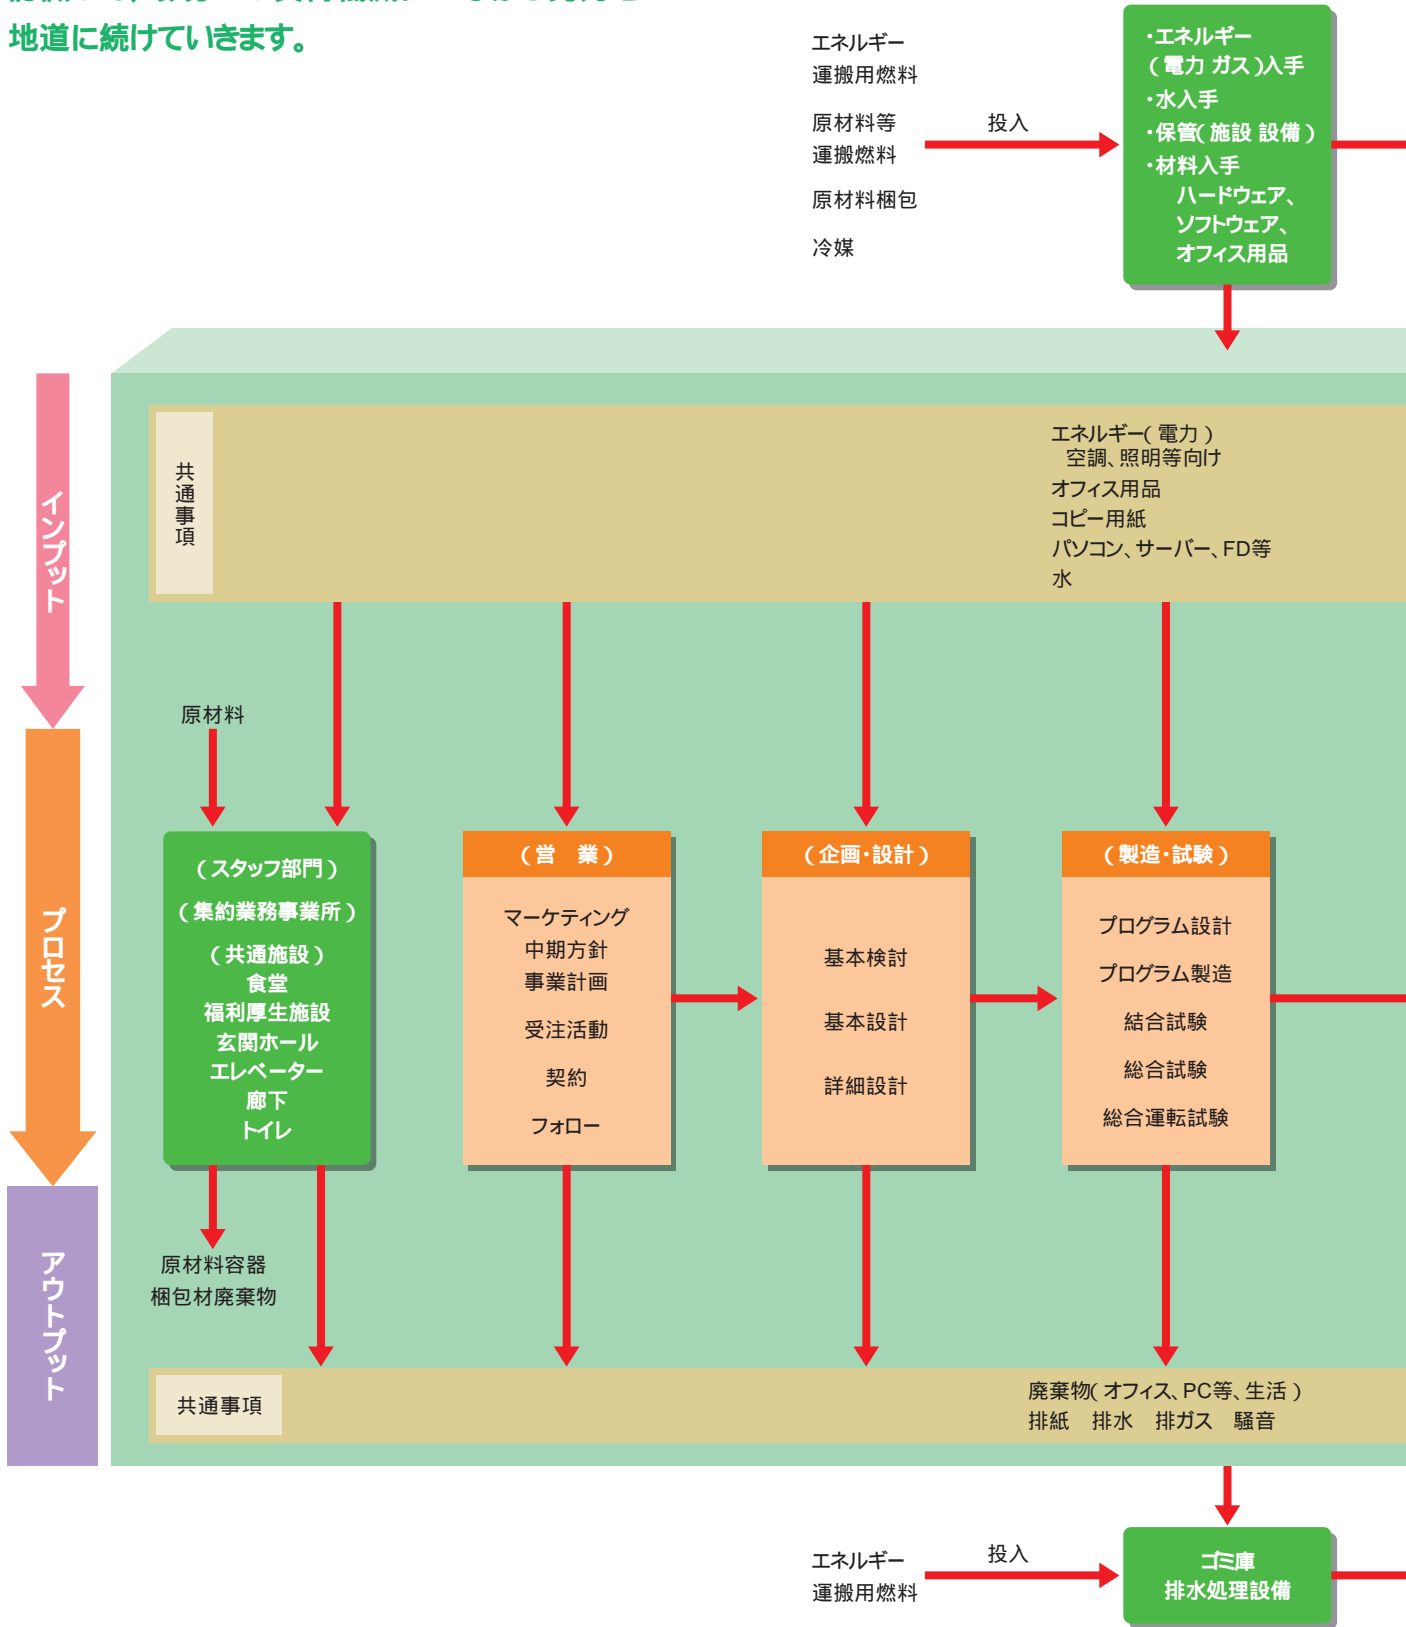 地道に続けていきます。
エネルギー
運搬用燃料
原材料等
運搬燃料
原材料梱包
冷媒
投入
・エネルギー
(電力 ガス)入手
・水入手
・保管(施設 設備)
・材料入手
ハードウェア、
ソフトウェア、
オフィス用品
インプット
プロセス
アウトプット
共通事項
エネルギー(電力)
空調、照明等向け
オフィス用品
コピー用紙
パソコン、サーバー、FD等
水
原材料
(スタッフ部門)
(集約業務事業所)
(共通施設)
食堂
福利厚生施設
玄関ホール
エレベーター
廊下
トイレ
(営 業)
マーケティング
中期方針
事業計画
受注活動
契約
フォロー
(企画・設計)
基本検討
基本設計
詳細設計
(製造・試験)
プログラム設計
プログラム製造
結合試験
総合試験
総合運転試験
原材料容器
梱包材廃棄物
共通事項
廃棄物(オフィス、PC等、生活)
排紙 排水 排ガス 騒音
エネルギー
運搬用燃料
投入
ゴミ庫
排水処理設備